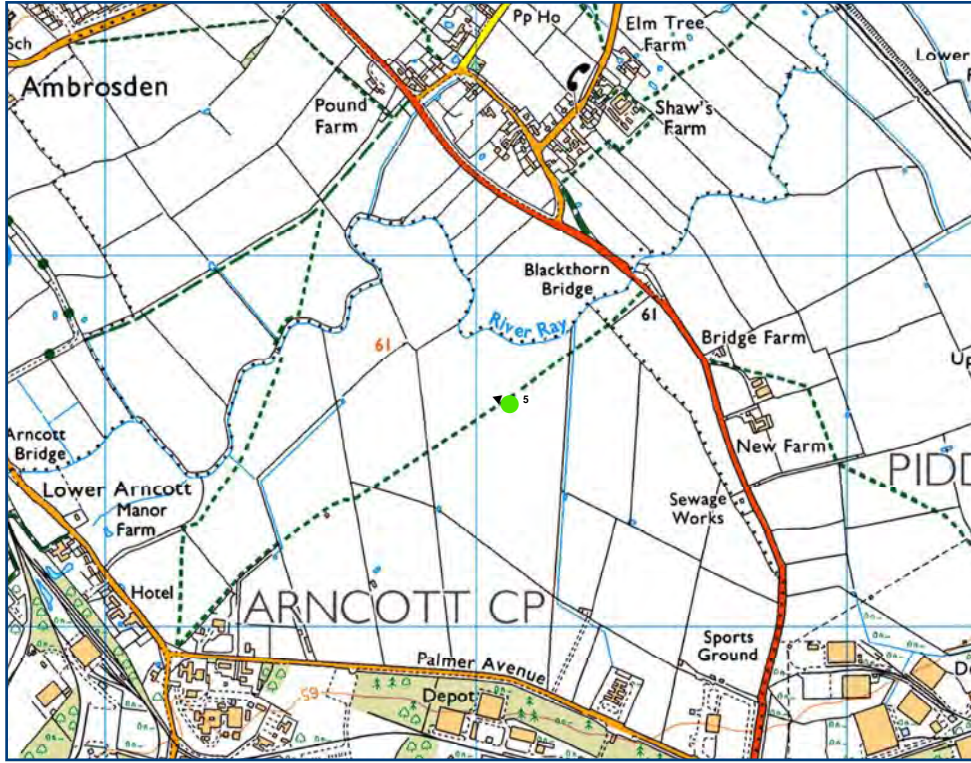 Pp Ho
Elm Tree
Farm
Sch
Lower
Ambrosden
Pound
Farm
Shaw's
Farm
Blackthorn
Bridge
River Ray
61
61
Bridge Farm
Up
5
Arncott
Bridge
New Farm
PIDD
Lower Arncott
Manor
Farm
Sewage
Works
Hotel
ARNCOTT CP
Sports
Ground
Palmer Avenue
59
Depot
D